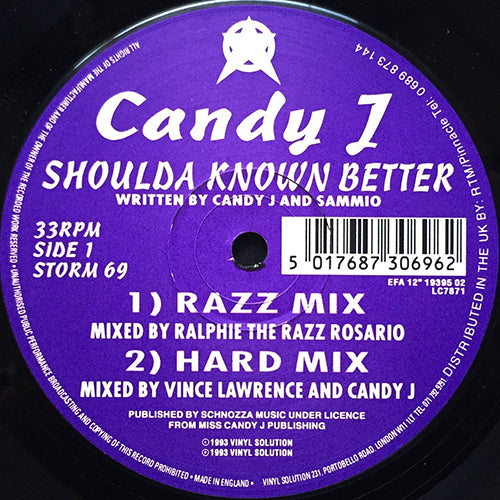 Candy J
SHOULDA KNOWN BETTER
WRITTEN BY CANDY J AND SAMMIO
33RPM
SIDE 1
STORM 69
5 017687 306962
EFA 12" 19395 02
LC7871
1) RAZZ MIX
MIXED BY RALPHIE THE RAZZ ROSARIO
2) HARD MIX
MIXED BY VINCE LAWRENCE AND CANDY J
PUBLISHED BY SCHNOZZA MUSIC UNDER LICENCE
FROM MISS CANDY J PUBLISHING
℗1993 VINYL SOLUTION
©1993 VINYL SOLUTION
ALL RIGHTS OF THE MANUFACTURER AND OF THE OWNER OF THE RECORDED WORK RESERVED • UNAUTHORISED PUBLIC PERFORMANCE BROADCASTING AND COPYING OF THIS RECORD PROHIBITED • MADE IN ENGLAND •
VINYL SOLUTION 231, PORTOBELLO ROAD, LONDON W11 1LT TEL: 071 792 9791
DISTRIBUTED IN THE UK BY: RTM/Pinnacle Tel: 0689 873 144